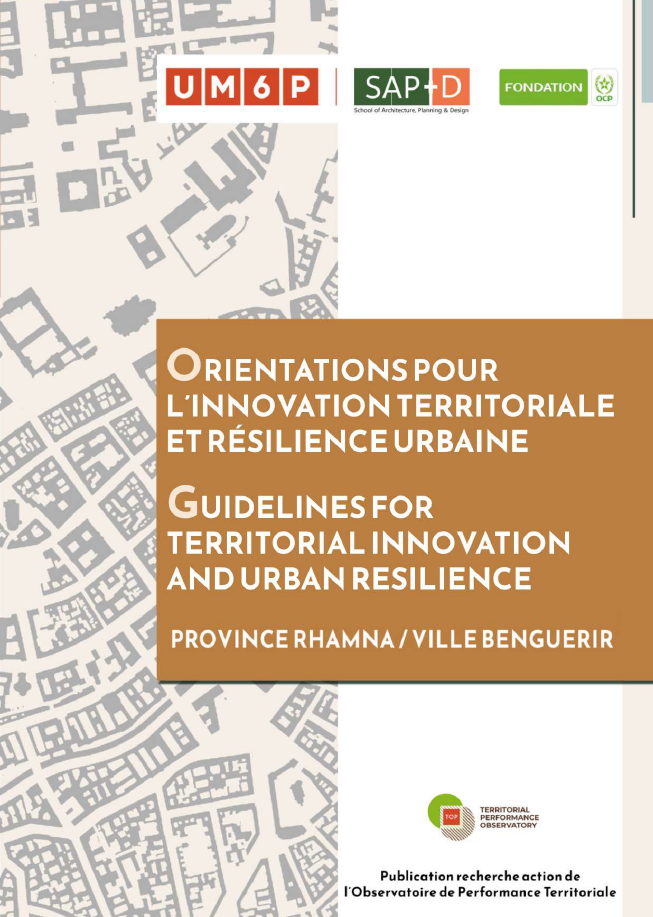 UM6P
SAP+D
School of Architecture, Planning & Design
FONDATION
OCP
ORIENTATIONS POUR
L'INNOVATION TERRITORIALE
ET RÉSILIENCE URBAINE
GUIDELINES FOR
TERRITORIAL INNOVATION
AND URBAN RESILIENCE
PROVINCE RHAMNA / VILLE BENGUERIR
TOP
TERRITORIAL
PERFORMANCE
OBSERVATORY
Publication recherche action de
l'Observatoire de Performance Territoriale